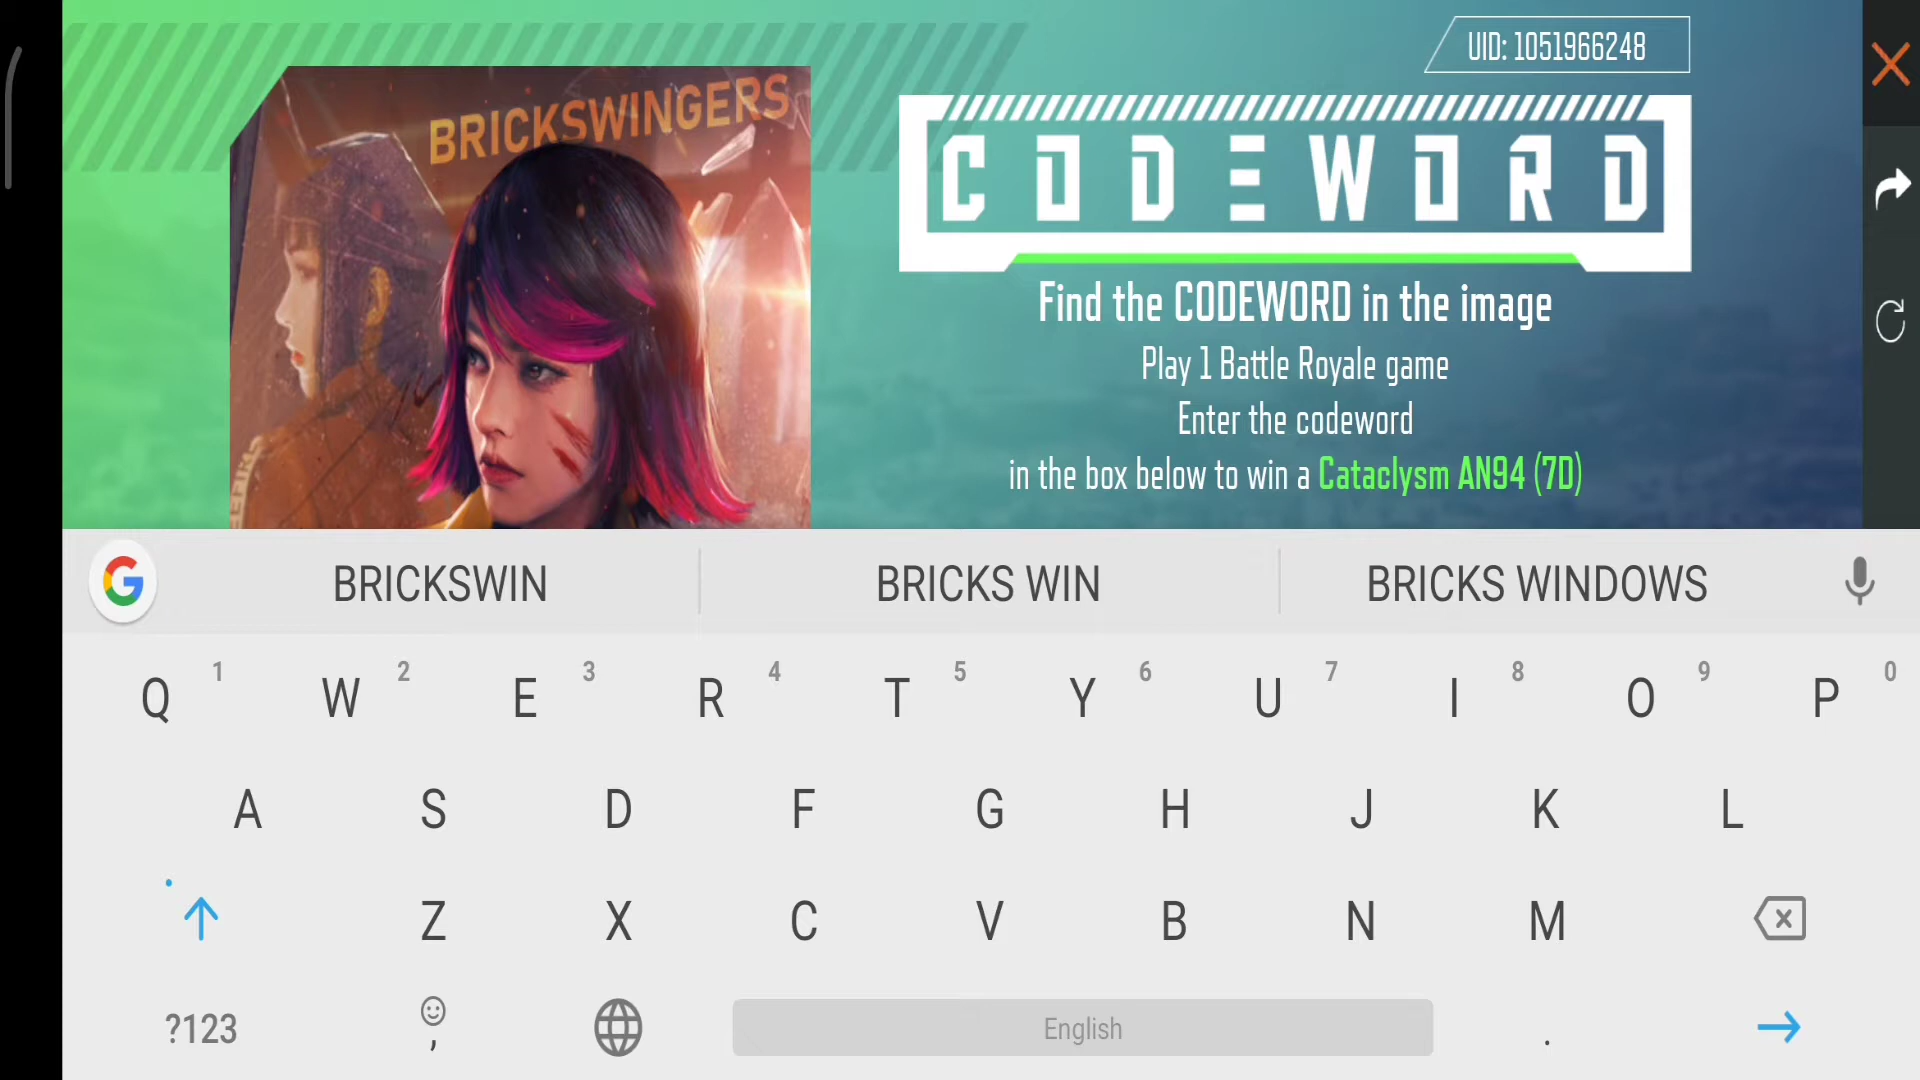 UID: 1051966248
BRICKSWINGERS
CODEWORD
Find the CODEWORD in the image
Play 1 Battle Royale game
Enter the codeword
in the box below to win a Cataclysm AN94 (7D)
BRICKSWIN BRICKS WIN BRICKS WINDOWS
Q 1 W 2 E 3 R 4 T 5 Y 6 U 7 I 8 O 9 P 0
A S D F G H J K L
Z X C V B N M
?123 , English .